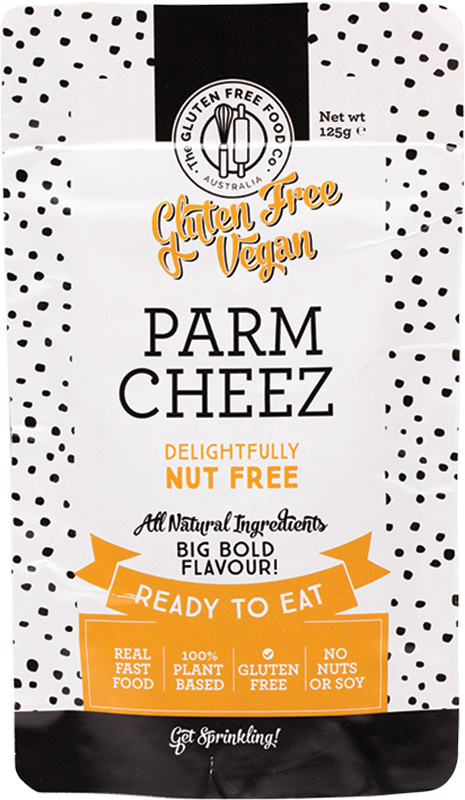 THE GLUTEN FREE FOOD CO.
AUSTRALIA
Net wt
125g ℮
Gluten Free
& Vegan
PARM
CHEEZ
DELIGHTFULLY
NUT FREE
All Natural Ingredients
BIG BOLD
FLAVOUR!
READY TO EAT
REAL
FAST
FOOD
100%
PLANT
BASED
GLUTEN
FREE
NO
NUTS
OR SOY
Get Sprinkling!